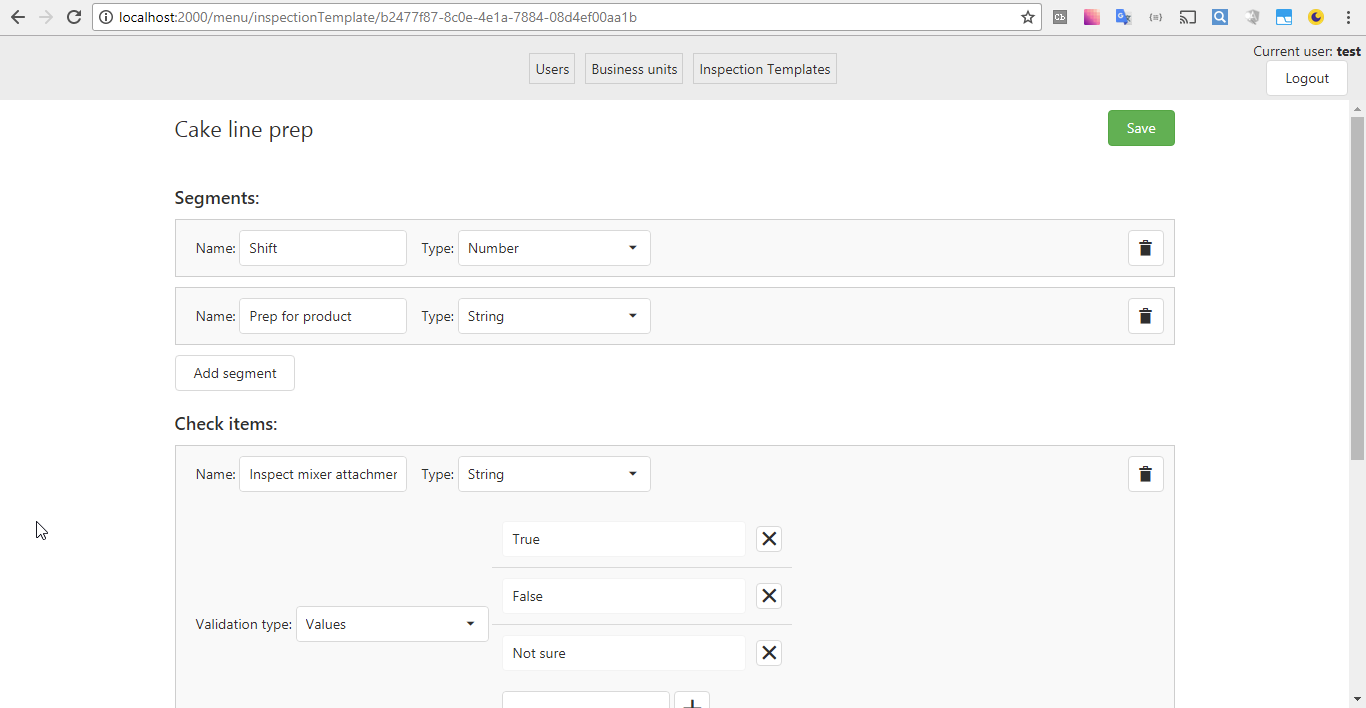 localhost:2000/menu/inspectionTemplate/b2477f87-8c0e-4e1a-7884-08d4ef00aa1b
Current user: test
Users Business units Inspection Templates
Logout
Cake line prep
Save
Segments:
Name: Shift Type: Number
Name: Prep for product Type: String
Add segment
Check items:
Name: Inspect mixer attachmer Type: String
True
False
Validation type: Values
Not sure